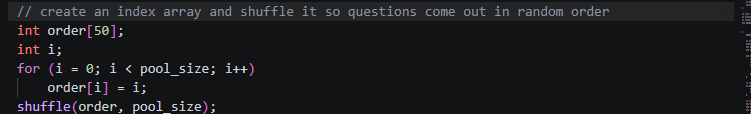 // create an index array and shuffle it so questions come out in random order
int order[50];
int i;
for (i = 0; i < pool_size; i++)
    order[i] = i;
shuffle(order, pool_size);